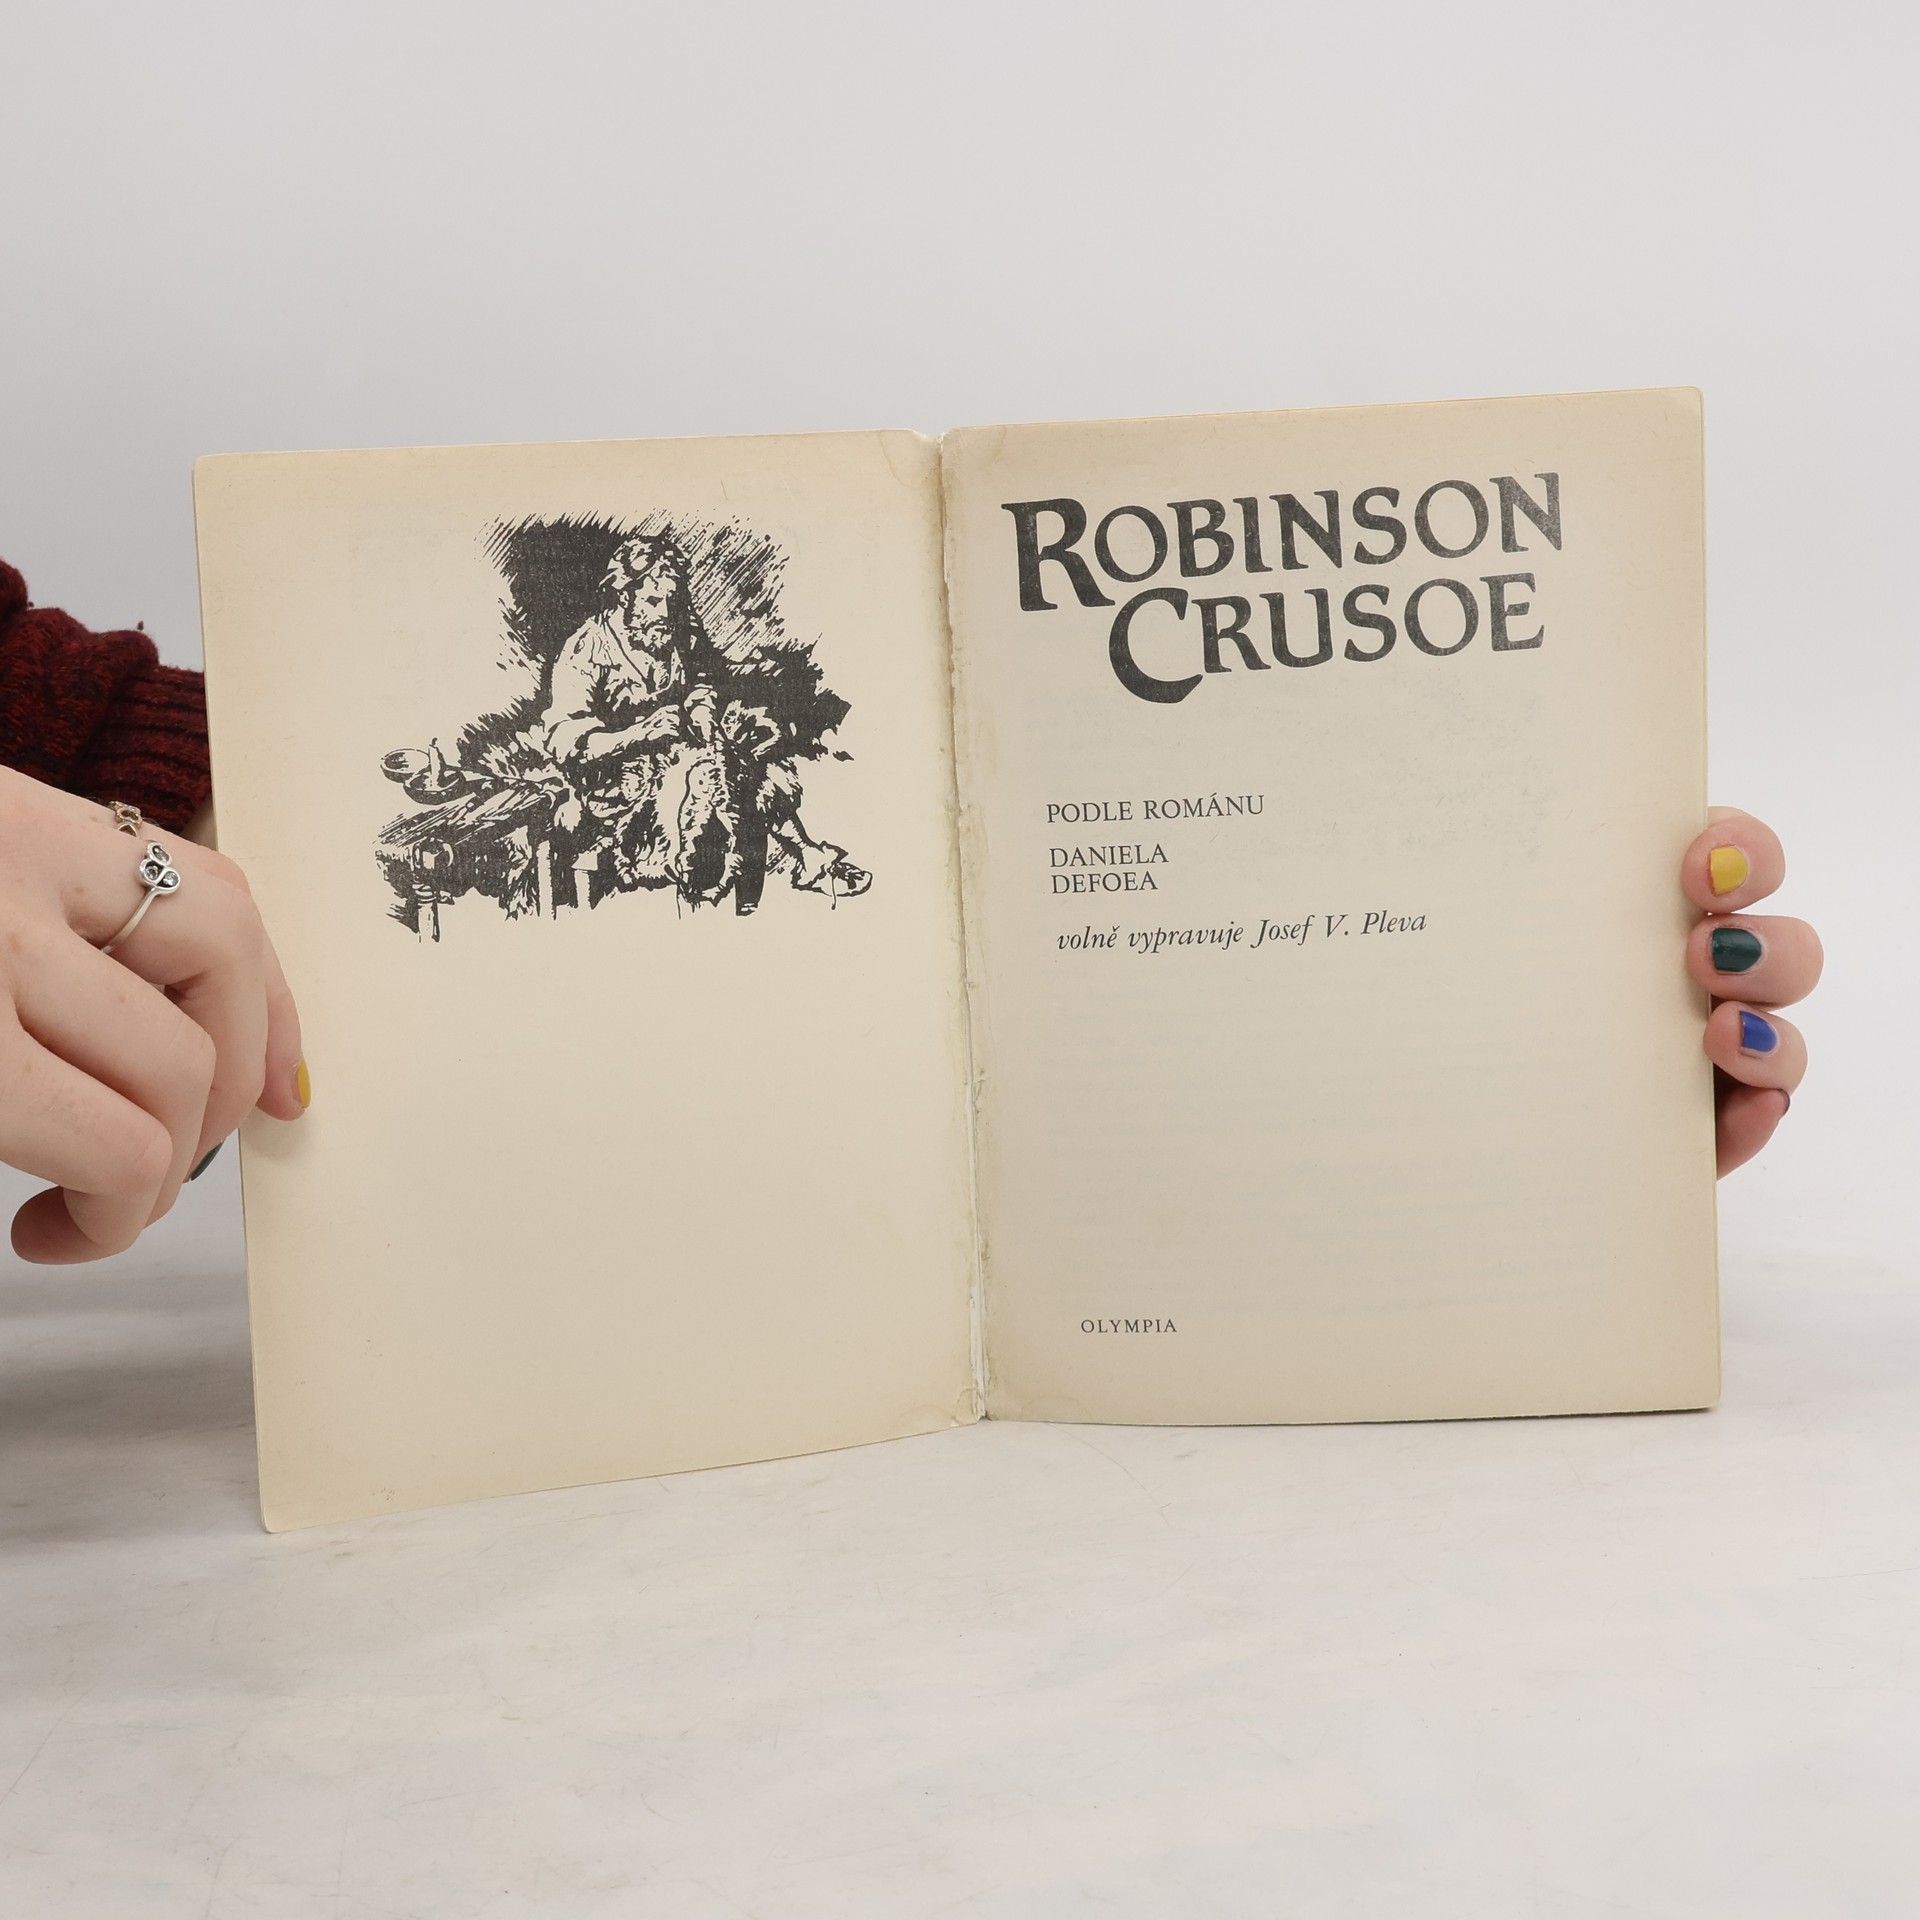 ROBINSON
CRUSOE
PODLE ROMÁNU
DANIELA
DEFOEA
volně vypravuje Josef V. Pleva
OLYMPIA